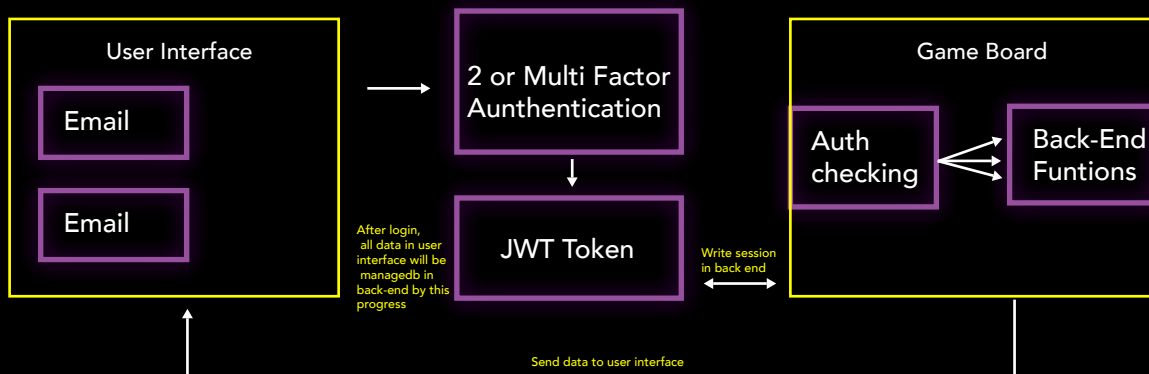 User Interface
Email
Email
2 or Multi Factor
Aunthentication
JWT Token
After login,
all data in user
interface will be
managedb in
back-end by this
progress
Write session
in back end
Game Board
Auth
checking
Back-End
Funtions
Send data to user interface